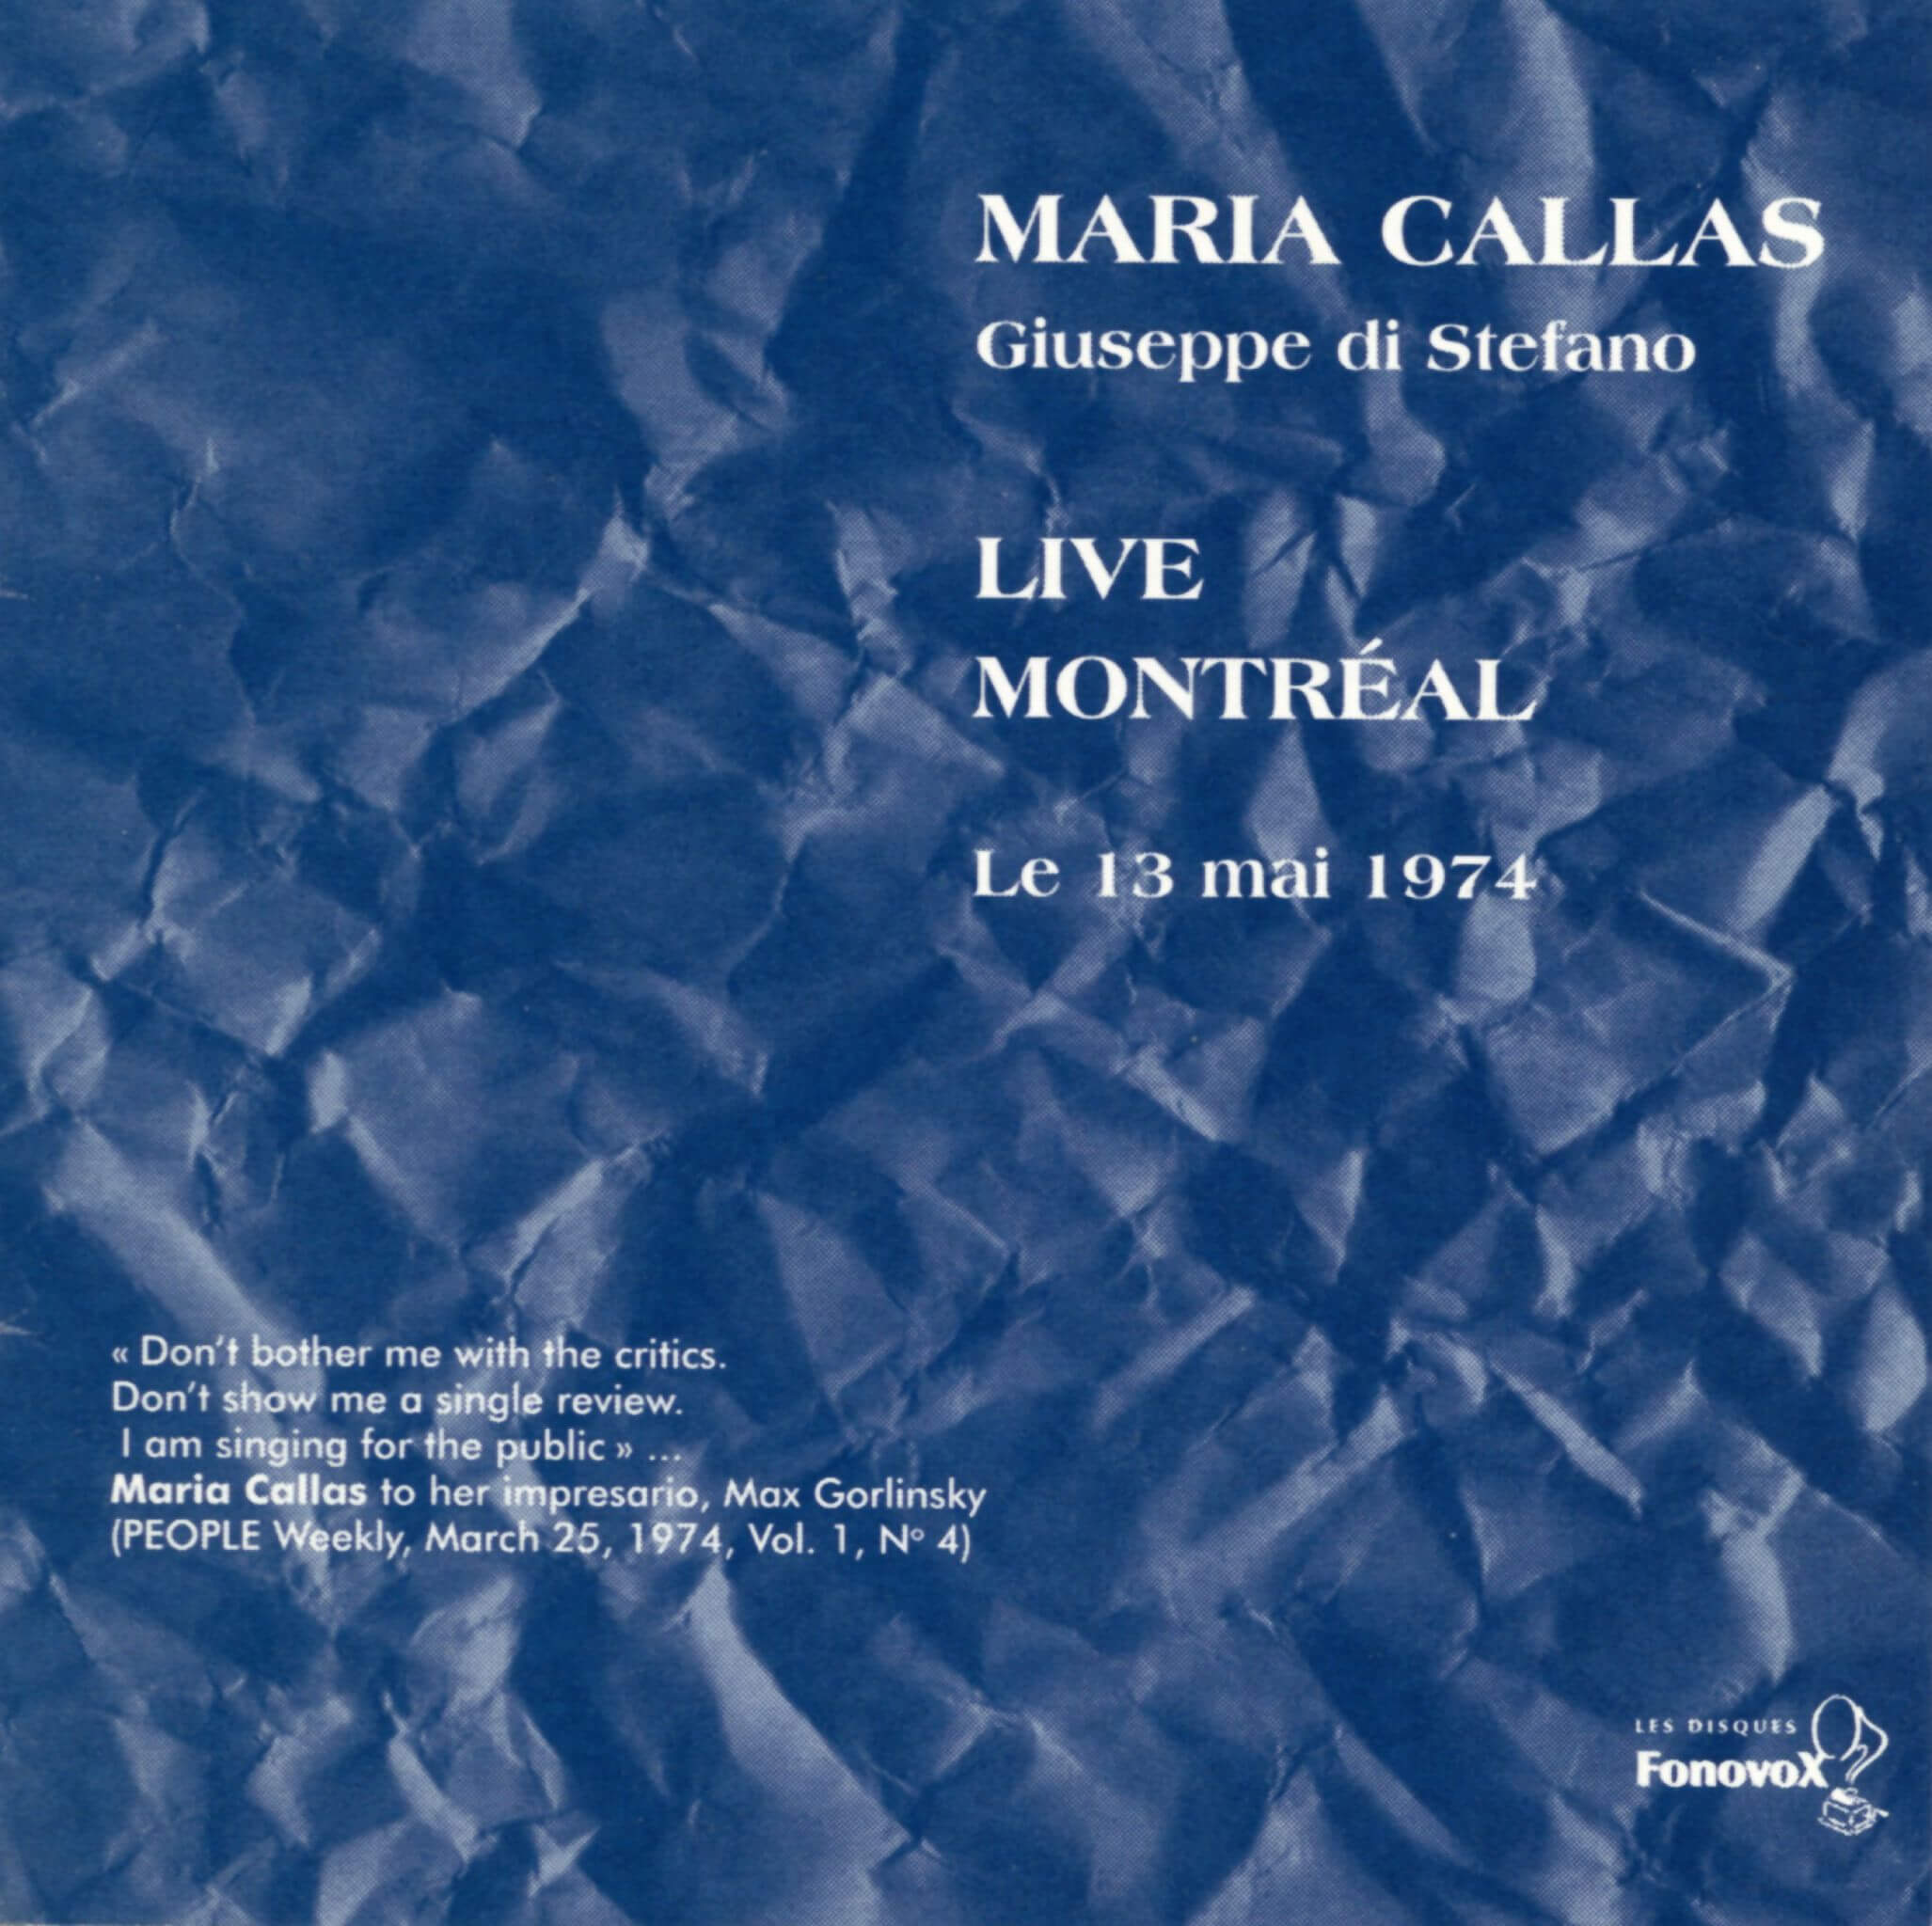 MARIA CALLAS
Giuseppe di Stefano
LIVE
MONTRÉAL
Le 13 mai 1974
« Don't bother me with the critics.
Don't show me a single review.
I am singing for the public » ...
Maria Callas to her impresario, Max Gorlinsky
(PEOPLE Weekly, March 25, 1974, Vol. 1, Nº 4)
LES DISQUES
FonovoX